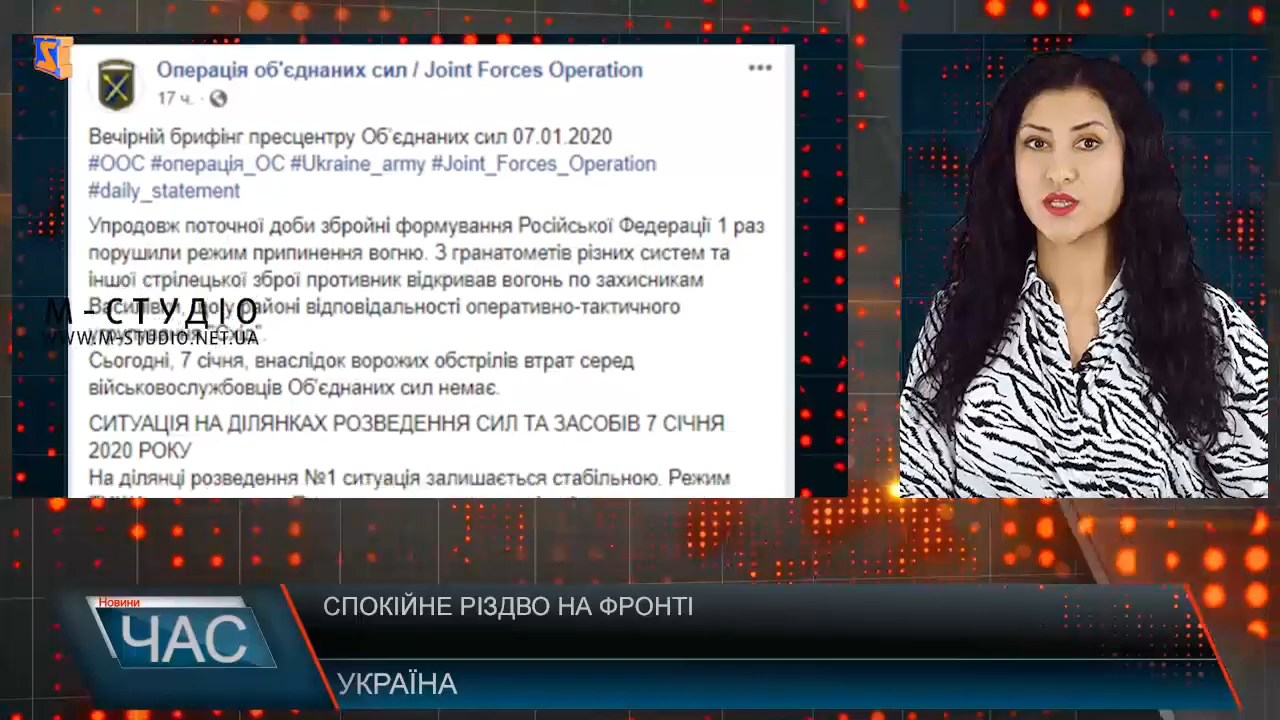 Операція об'єднаних сил / Joint Forces Operation
17 ч.
Вечірній брифінг пресцентру Об'єднаних сил 07.01.2020
#ООС #операція_ОС #Ukraine_army #Joint_Forces_Operation
#daily_statement
Упродовж поточної доби збройні формування Російської Федерації 1 раз
порушили режим припинення вогню. З гранатометів різних систем та
іншої стрілецької зброї противник відкривав вогонь по захисникам
районі відповідальності оперативно-тактичного
М-СТУДІО
WWW.M-STUDIO.NET.UA
Сьогодні, 7 січня, внаслідок ворожих обстрілів втрат серед
військовослужбовців Об'єднаних сил немає.
СИТУАЦІЯ НА ДІЛЯНКАХ РОЗВЕДЕННЯ СИЛ ТА ЗАСОБІВ 7 СІЧНЯ
2020 РОКУ
На ділянці розведення №1 ситуація залишається стабільною. Режим
Новини
ЧАС
СПОКІЙНЕ РІЗДВО НА ФРОНТІ
УКРАЇНА